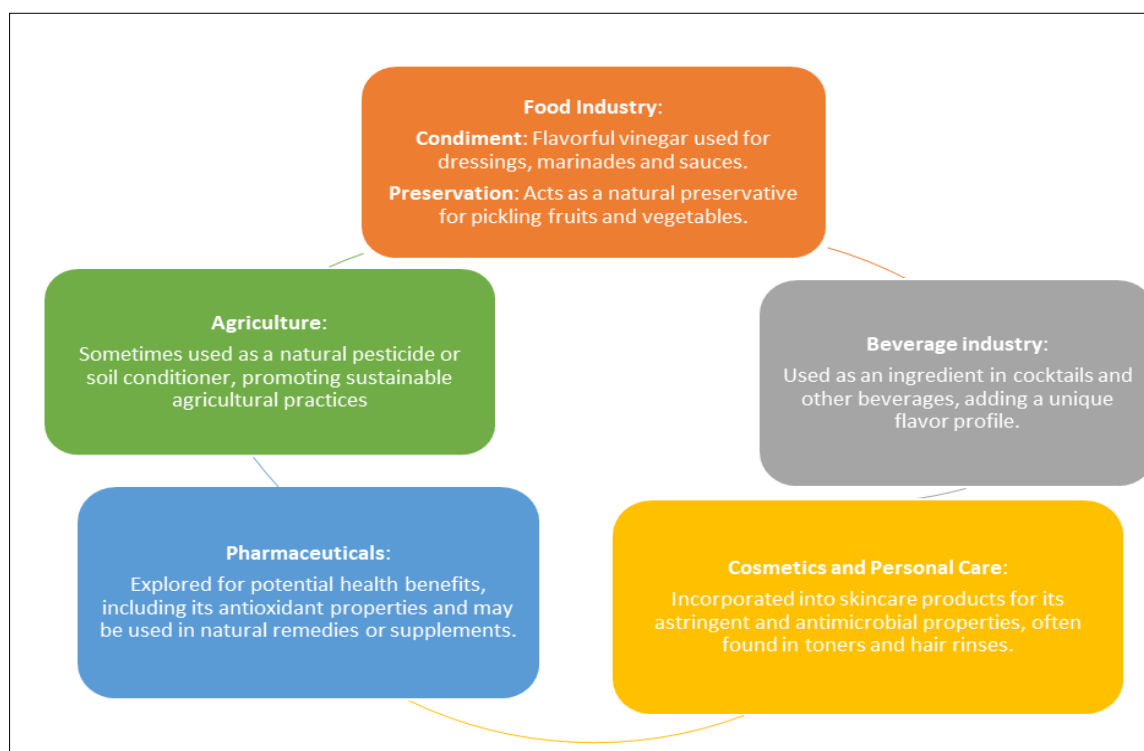 Food Industry:
Condiment: Flavorful vinegar used for
dressings, marinades and sauces.
Preservation: Acts as a natural preservative
for pickling fruits and vegetables.
Agriculture:
Sometimes used as a natural pesticide or
soil conditioner, promoting sustainable
agricultural practices
Beverage industry:
Used as an ingredient in cocktails and
other beverages, adding a unique
flavor profile.
Pharmaceuticals:
Explored for potential health benefits,
including its antioxidant properties and may
be used in natural remedies or supplements.
Cosmetics and Personal Care:
Incorporated into skincare products for its
astringent and antimicrobial properties, often
found in toners and hair rinses.